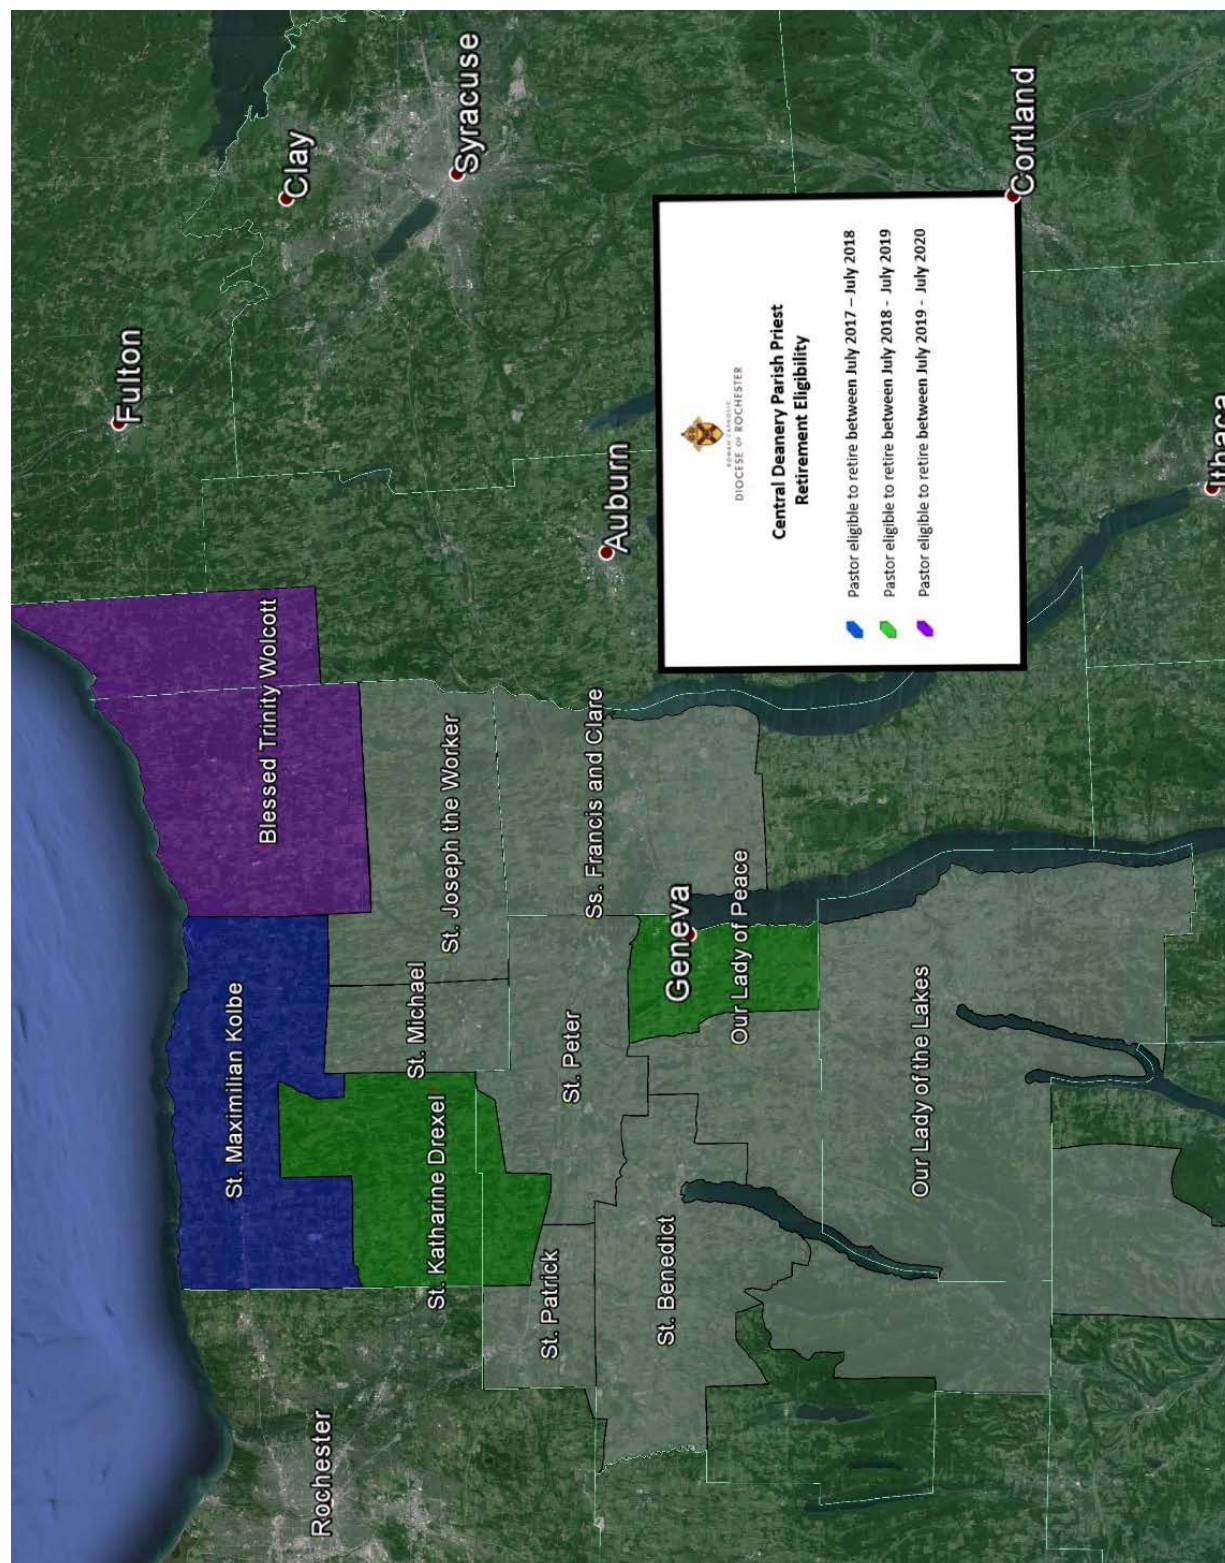 Fulton
Clay
Syracuse
Rochester
St. Maximilian Kolbe
Blessed Trinity Wolcott
St. Katharine Drexel
St. Michael
St. Joseph the Worker
St. Patrick
St. Peter
Ss. Francis and Clare
Auburn
St. Benedict
Geneva
Our Lady of Peace
Our Lady of the Lakes
Cortland
Ithaca
ROMAN CATHOLIC
DIOCESE OF ROCHESTER
Central Deanery Parish Priest
Retirement Eligibility
Pastor eligible to retire between July 2017 – July 2018
Pastor eligible to retire between July 2018 - July 2019
Pastor eligible to retire between July 2019 - July 2020